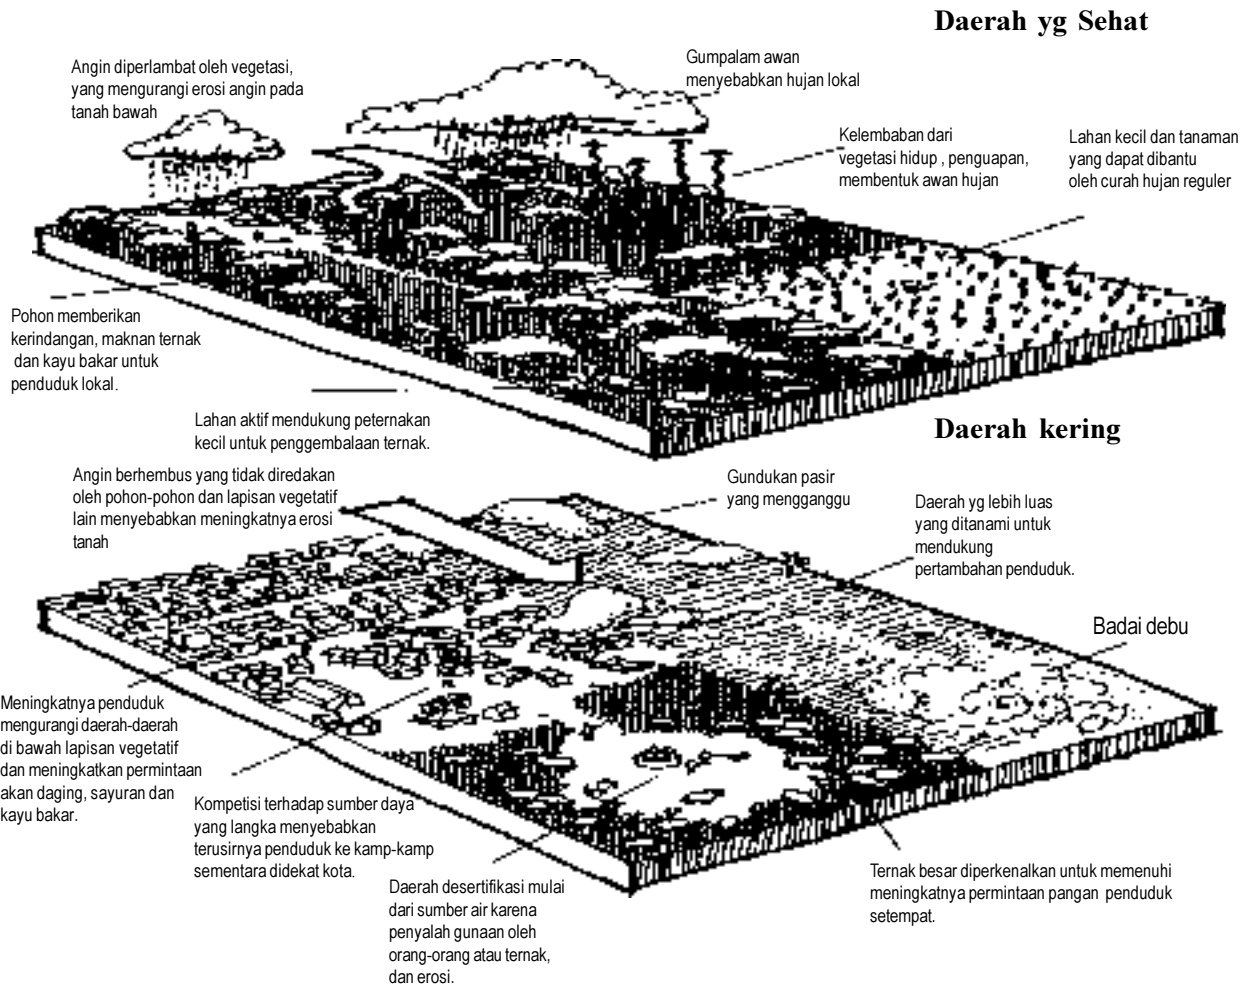 Daerah yg Sehat
Angin diperlambat oleh vegetasi,
yang mengurangi erosi angin pada
tanah bawah
Gumpalam awan
menyebabkan hujan lokal
Kelembaban dari
vegetasi hidup , penguapan,
membentuk awan hujan
Lahan kecil dan tanaman
yang dapat dibantu
oleh curah hujan reguler
Pohon memberikan
kerindangan, maknan ternak
dan kayu bakar untuk
penduduk lokal.
Lahan aktif mendukung peternakan
kecil untuk penggembalaan ternak.
Daerah kering
Angin berhembus yang tidak diredakan
oleh pohon-pohon dan lapisan vegetatif
lain menyebabkan meningkatnya erosi
tanah
Gundukan pasir
yang mengganggu
Daerah yg lebih luas
yang ditanami untuk
mendukung
pertambahan penduduk.
Badai debu
Meningkatnya penduduk
mengurangi daerah-daerah
di bawah lapisan vegetatif
dan meningkatkan permintaan
akan daging, sayuran dan
kayu bakar.
Kompetisi terhadap sumber daya
yang langka menyebabkan
terusirnya penduduk ke kamp-kamp
sementara didekat kota.
Daerah desertifikasi mulai
dari sumber air karena
penyalah gunaan oleh
orang-orang atau ternak,
dan erosi.
Ternak besar diperkenalkan untuk memenuhi
meningkatnya permintaan pangan penduduk
setempat.